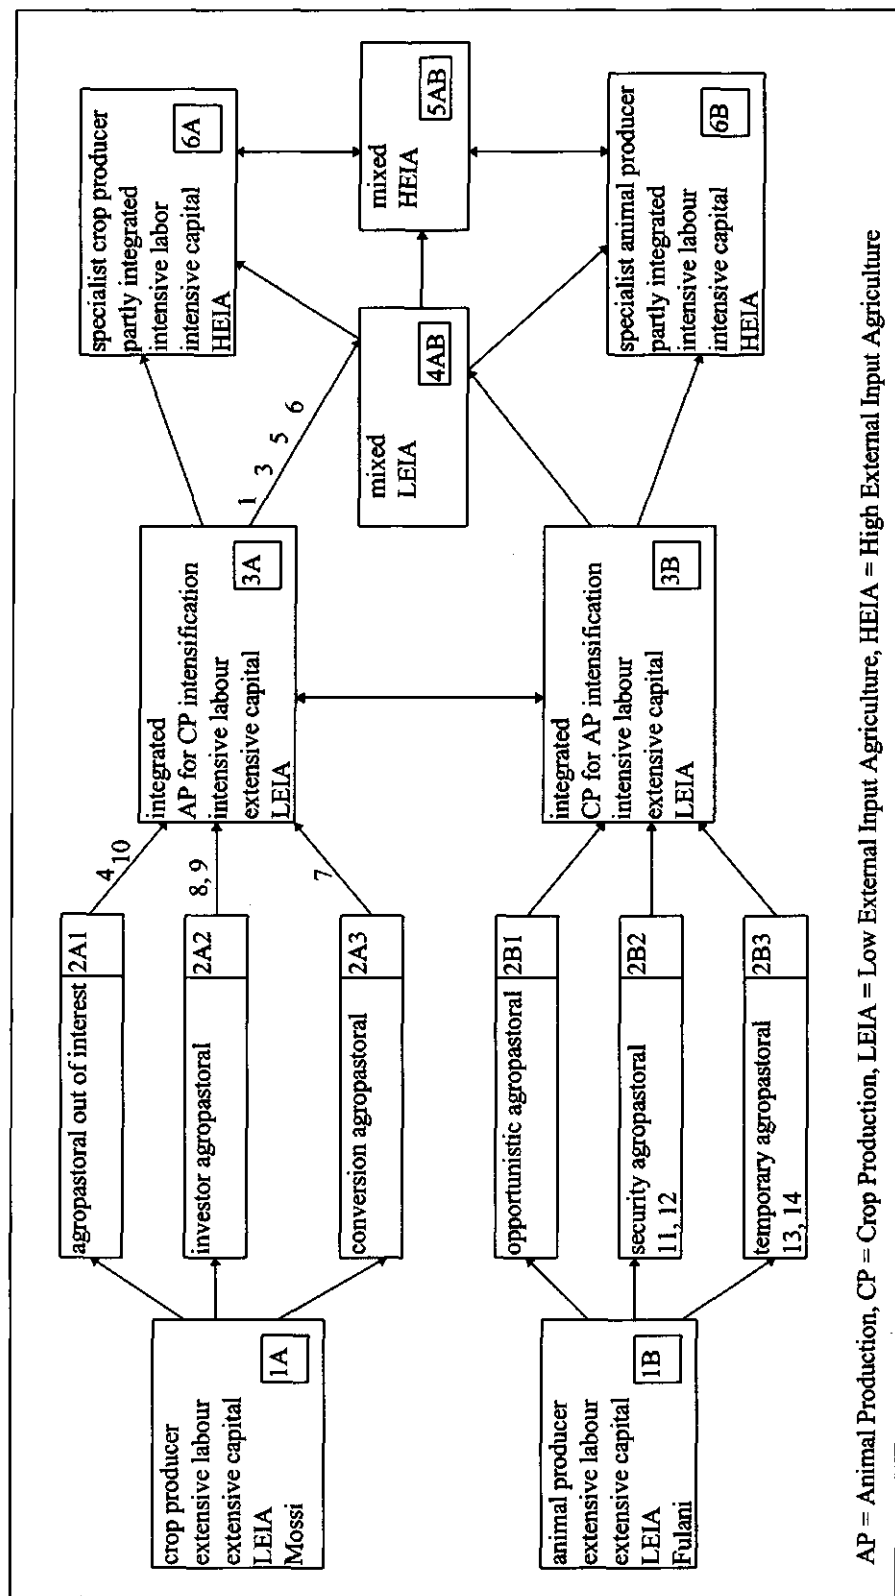 crop producer
extensive labour
extensive capital
LEIA
Mossi
1A
animal producer
extensive labour
extensive capital
LEIA
Fulani
1B
agropastoral out of interest
2A1
investor agropastoral
2A2
conversion agropastoral
2A3
opportunistic agropastoral
2B1
security agropastoral
11, 12
2B2
temporary agropastoral
13, 14
2B3
4
10
8, 9
7
integrated
AP for CP intensification
intensive labour
extensive capital
LEIA
3A
integrated
CP for AP intensification
intensive labour
extensive capital
LEIA
3B
1 3 5 6
mixed
LEIA
4AB
specialist crop producer
partly integrated
intensive labor
intensive capital
HEIA
6A
mixed
HEIA
5AB
specialist animal producer
partly integrated
intensive labour
intensive capital
HEIA
6B
AP = Animal Production, CP = Crop Production, LEIA = Low External Input Agriculture, HEIA = High External Input Agriculture